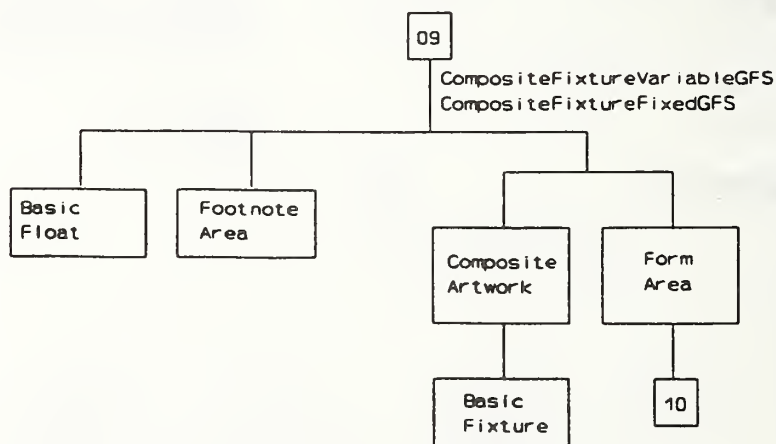 09
CompositeFixtureVariableGFS
CompositeFixtureFixedGFS
Basic
Float
Footnote
Area
Composite
Artwork
Form
Area
Basic
Fixture
10